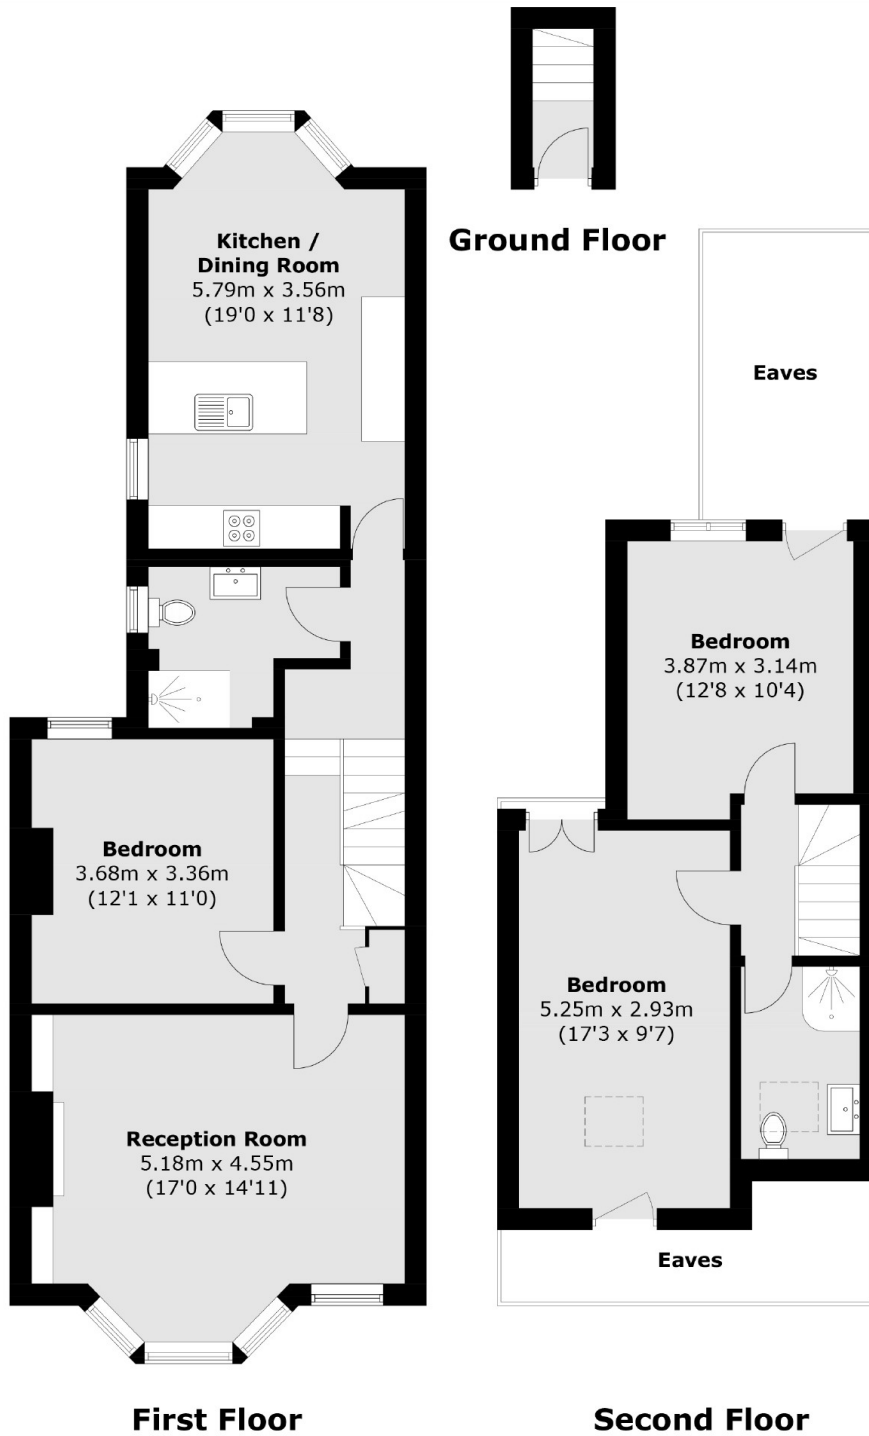 Ground Floor
Kitchen /
Dining Room
5.79m x 3.56m
(19'0 x 11'8)
Bedroom
3.68m x 3.36m
(12'1 x 11'0)
Reception Room
5.18m x 4.55m
(17'0 x 14'11)
First Floor
Eaves
Bedroom
3.87m x 3.14m
(12'8 x 10'4)
Bedroom
5.25m x 2.93m
(17'3 x 9'7)
Eaves
Second Floor